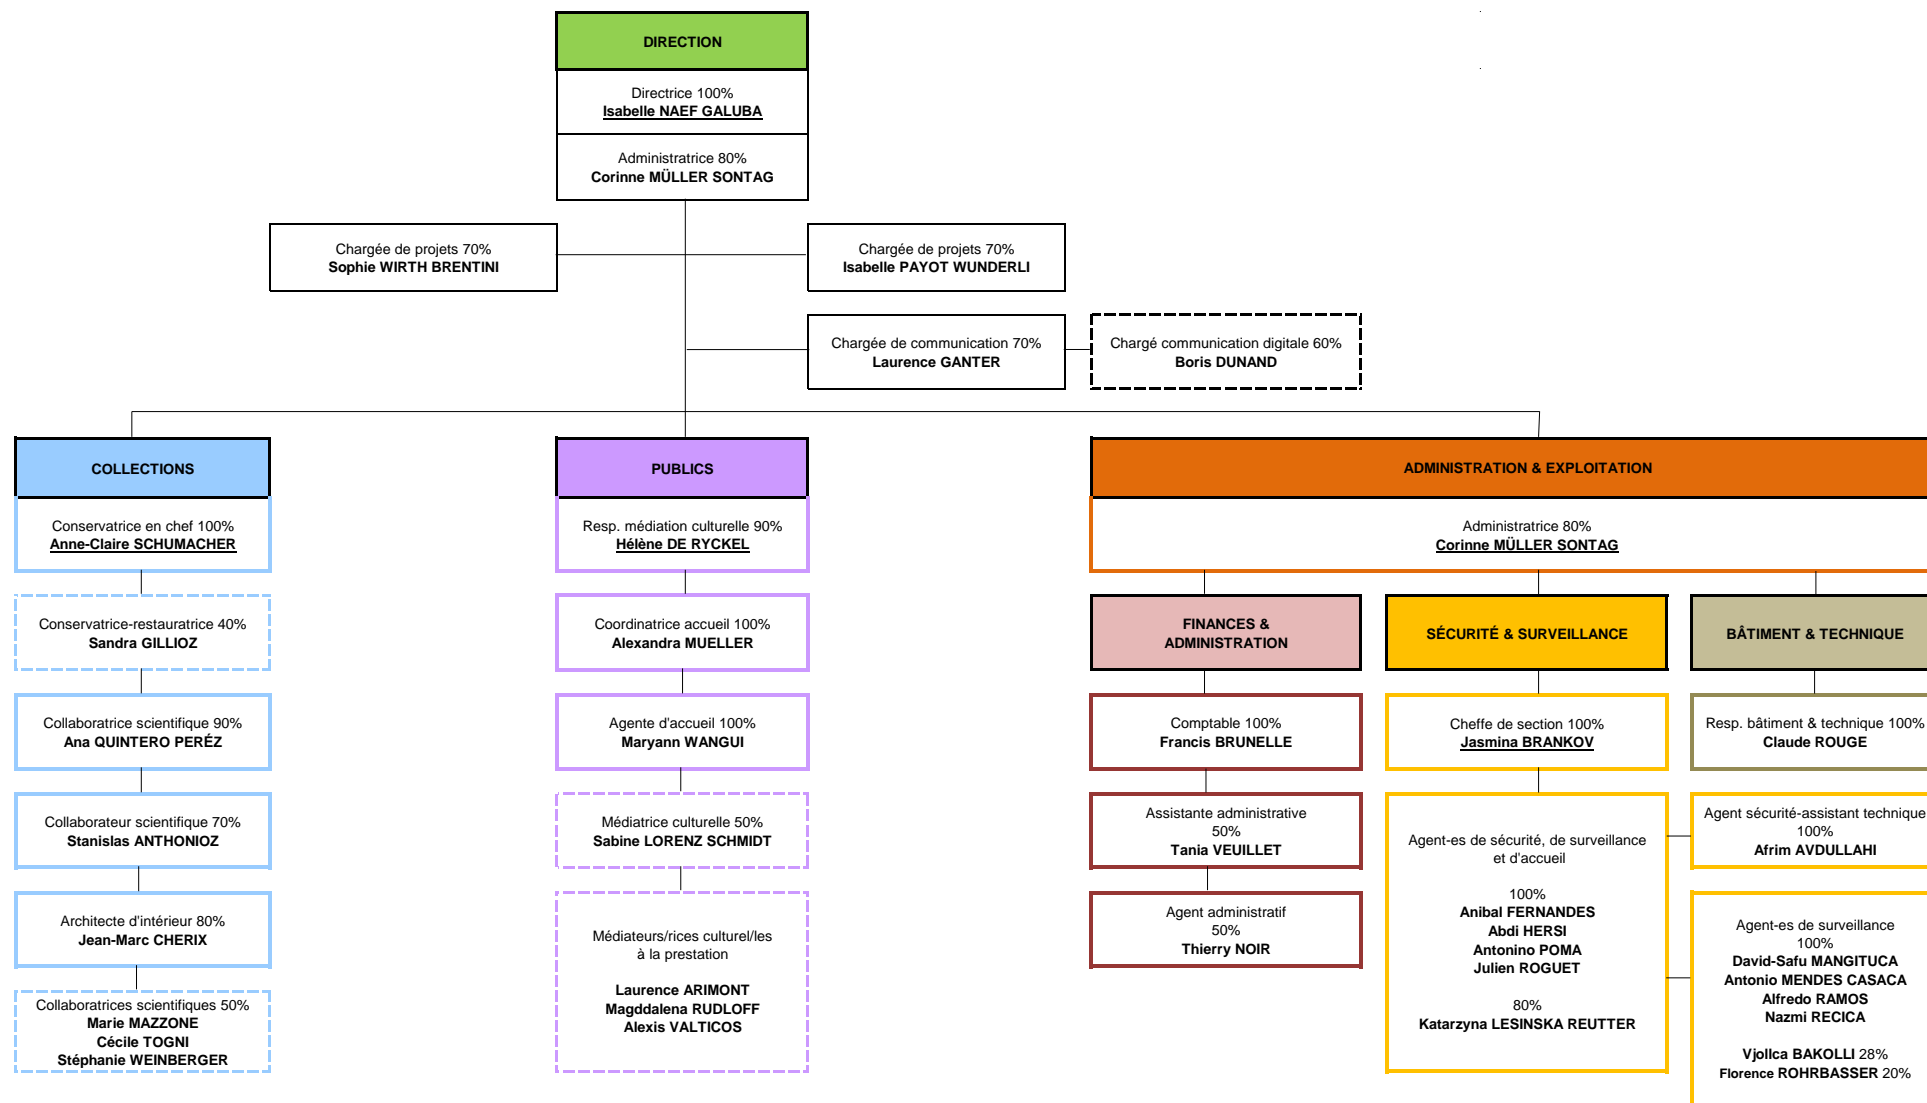 DIRECTION
Directrice 100%
Isabelle NAEF GALUBA
Administratrice 80%
Corinne MÜLLER SONTAG
Chargée de projets 70%
Sophie WIRTH BRENTINI
Chargée de projets 70%
Isabelle PAYOT WUNDERLI
Chargée de communication 70%
Laurence GANTER
Chargé communication digitale 60%
Boris DUNAND
COLLECTIONS
Conservatrice en chef 100%
Anne-Claire SCHUMACHER
Conservatrice-restauratrice 40%
Sandra GILLIOZ
Collaboratrice scientifique 90%
Ana QUINTERO PERÉZ
Collaborateur scientifique 70%
Stanislas ANTHONIOZ
Architecte d'intérieur 80%
Jean-Marc CHERIX
Collaboratrices scientifiques 50%
Marie MAZZONE
Cécile TOGNI
Stéphanie WEINBERGER
PUBLICS
Resp. médiation culturelle 90%
Hélène DE RYCKEL
Coordinatrice accueil 100%
Alexandra MUELLER
Agente d'accueil 100%
Maryann WANGUI
Médiatrice culturelle 50%
Sabine LORENZ SCHMIDT
Médiateurs/rices culturel/les
à la prestation
Laurence ARIMONT
Magddalena RUDLOFF
Alexis VALTICOS
ADMINISTRATION & EXPLOITATION
Administratrice 80%
Corinne MÜLLER SONTAG
FINANCES &
ADMINISTRATION
Comptable 100%
Francis BRUNELLE
Assistante administrative
50%
Tania VEUILLET
Agent administratif
50%
Thierry NOIR
SÉCURITÉ & SURVEILLANCE
Cheffe de section 100%
Jasmina BRANKOV
Agent-es de sécurité, de surveillance
et d'accueil
100%
Anibal FERNANDES
Abdi HERSI
Antonino POMA
Julien ROGUET
80%
Katarzyna LESINSKA REUTTER
BÂTIMENT & TECHNIQUE
Resp. bâtiment & technique 100%
Claude ROUGE
Agent sécurité-assistant technique
100%
Afrim AVDULLAHI
Agent-es de surveillance
100%
David-Safu MANGITUCA
Antonio MENDES CASACA
Alfredo RAMOS
Nazmi RECICA
Vjollca BAKOLLI 28%
Florence ROHRBASSER 20%